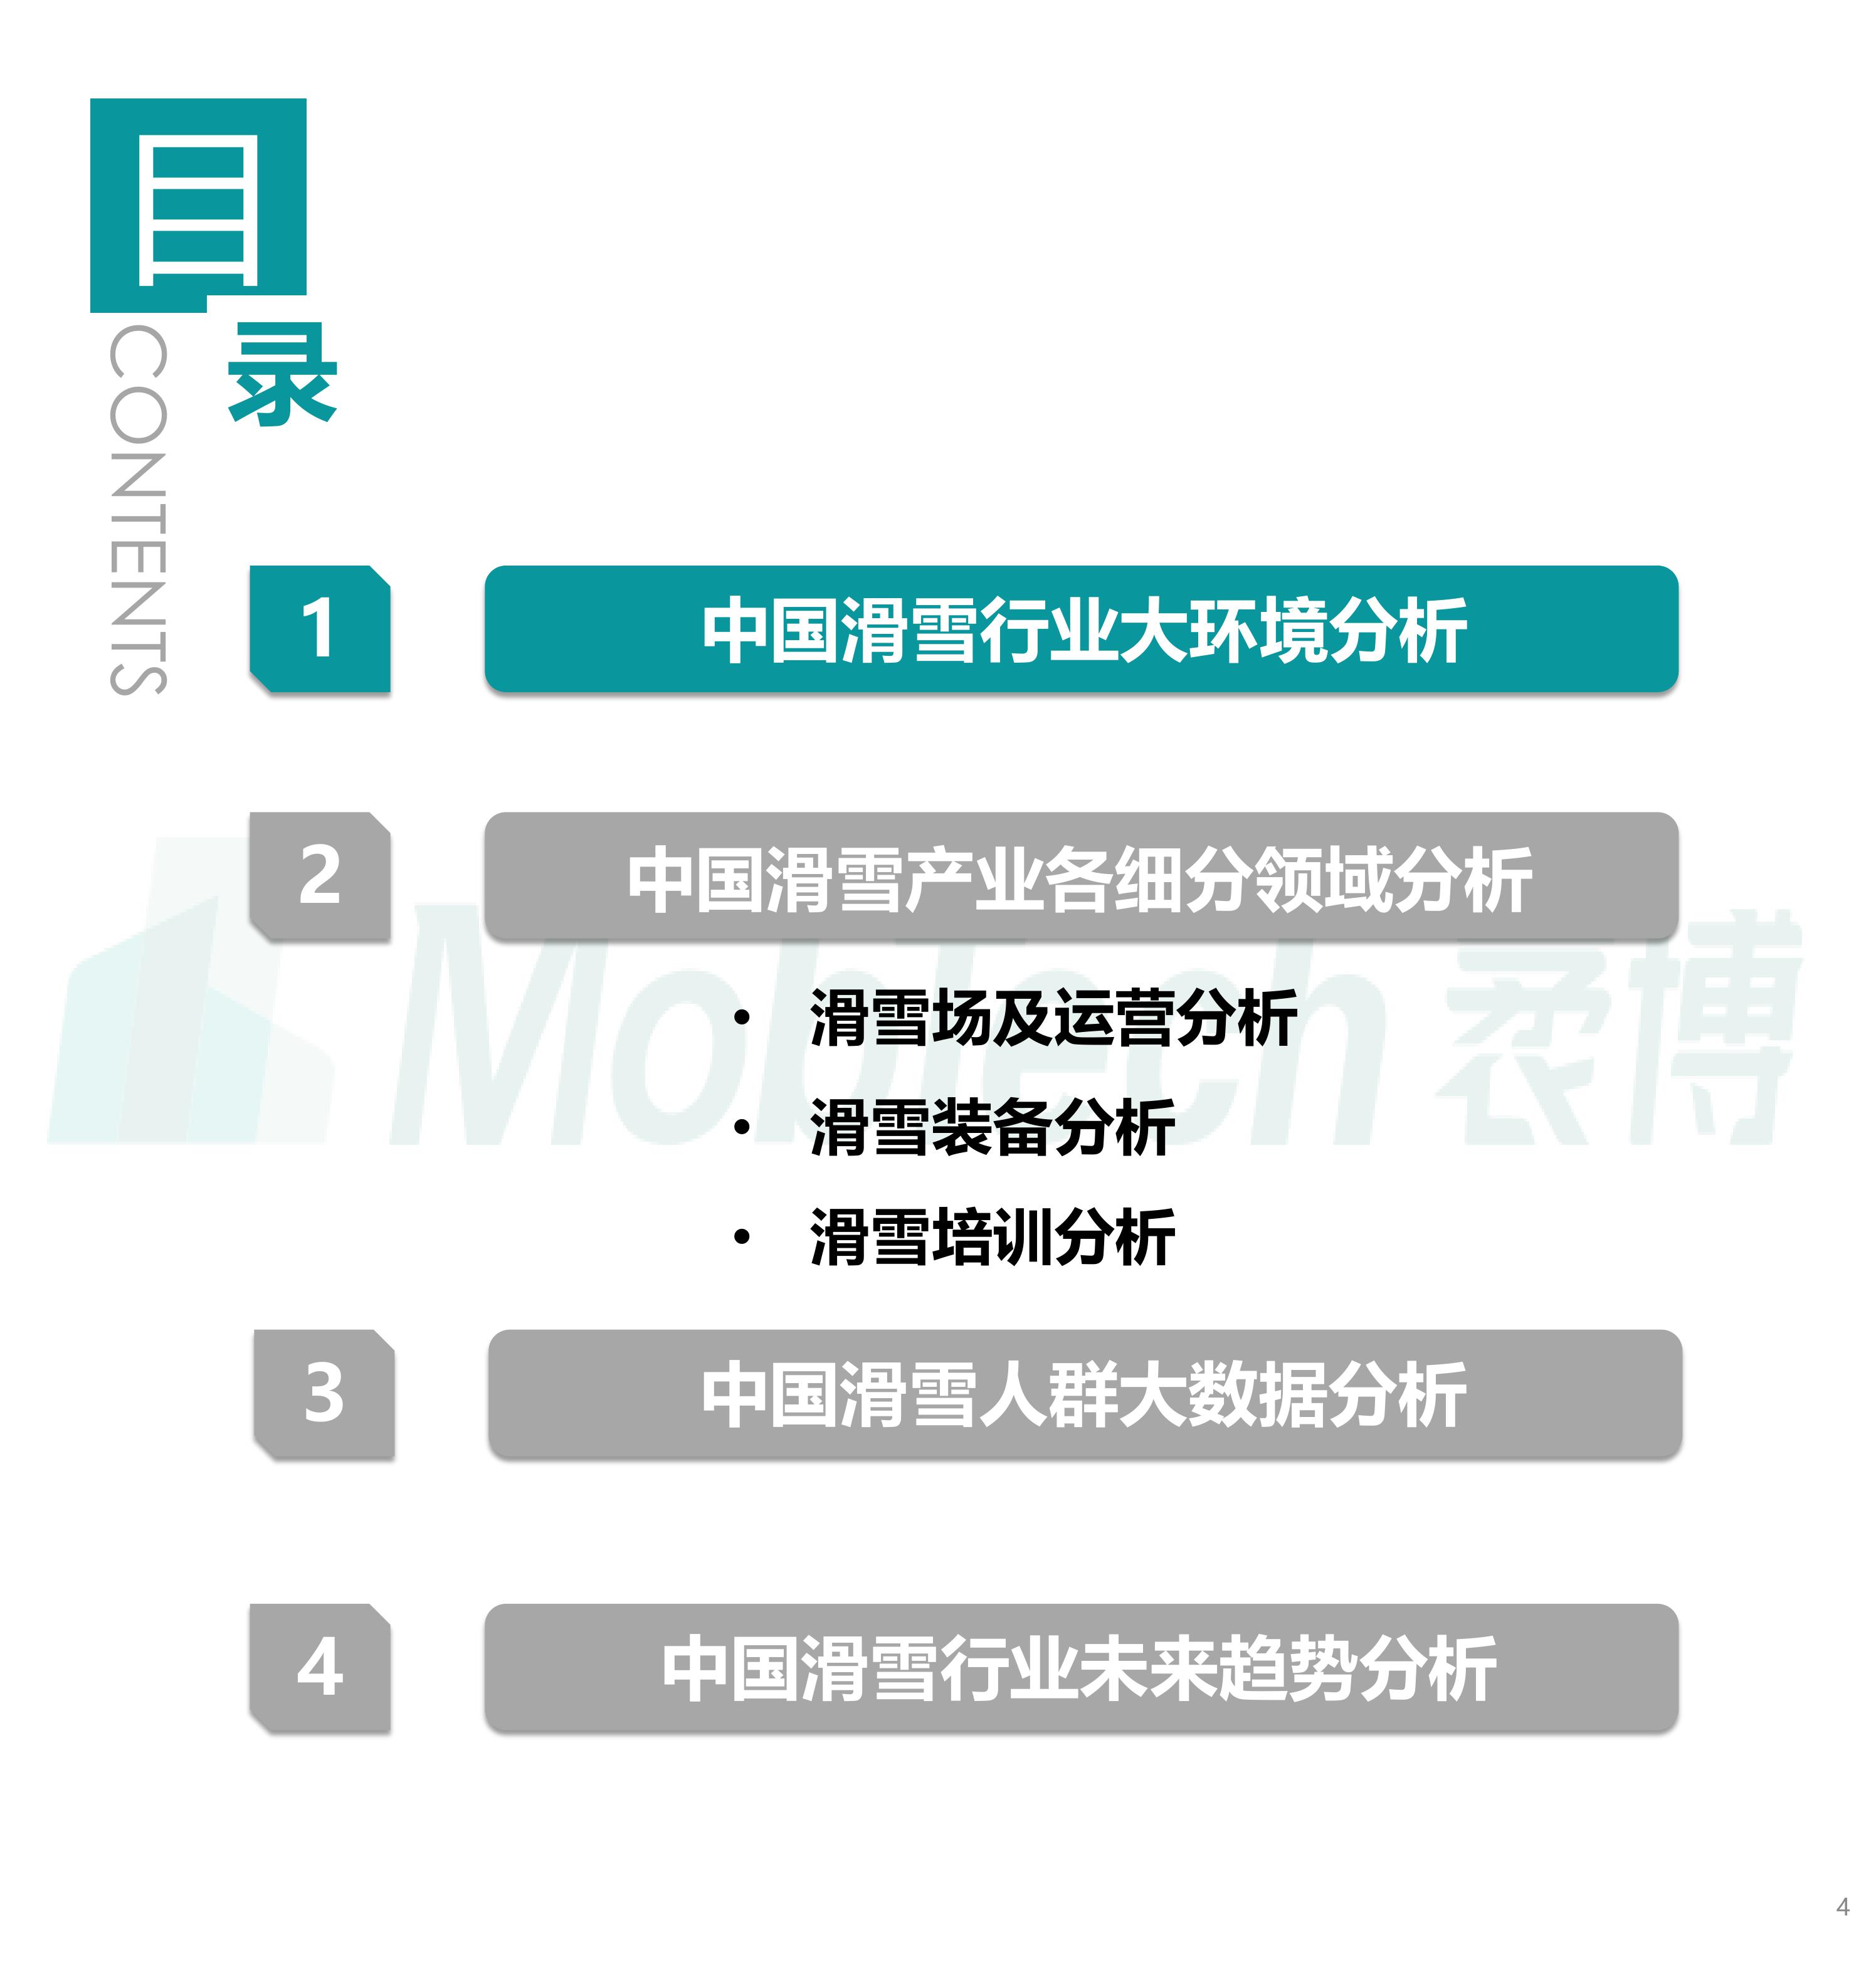 目
录
CONTENTS
1
中国滑雪行业大环境分析
2
中国滑雪产业各细分领域分析
Mobtech 袤博
• 滑雪场及运营分析
• 滑雪装备分析
• 滑雪培训分析
3
中国滑雪人群大数据分析
4
中国滑雪行业未来趋势分析
4